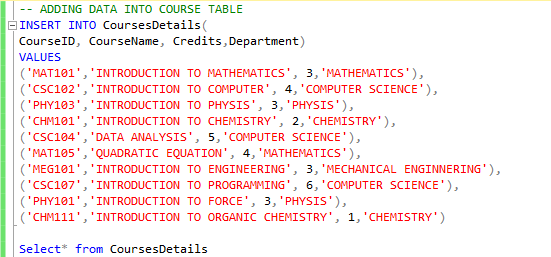 -- ADDING DATA INTO COURSE TABLE
INSERT INTO CoursesDetails(
CourseID, CourseName, Credits,Department)
VALUES
('MAT101','INTRODUCTION TO MATHEMATICS', 3,'MATHEMATICS'),
('CSC102','INTRODUCTION TO COMPUTER', 4,'COMPUTER SCIENCE'),
('PHY103','INTRODUCTION TO PHYSIS', 3,'PHYSIS'),
('CHM101','INTRODUCTION TO CHEMISTRY', 2,'CHEMISTRY'),
('CSC104','DATA ANALYSIS', 5,'COMPUTER SCIENCE'),
('MAT105','QUADRATIC EQUATION', 4,'MATHEMATICS'),
('MEG101','INTRODUCTION TO ENGINEERING', 3,'MECHANICAL ENGINNERING'),
('CSC107','INTRODUCTION TO PROGRAMMING', 6,'COMPUTER SCIENCE'),
('PHY101','INTRODUCTION TO FORCE', 3,'PHYSIS'),
('CHM111','INTRODUCTION TO ORGANIC CHEMISTRY', 1,'CHEMISTRY')
Select* from CoursesDetails